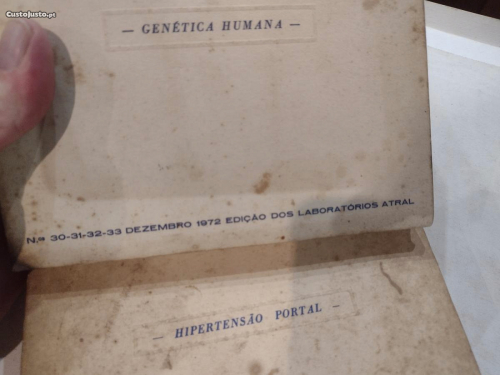 CustoJusto.pt
— GENÉTICA HUMANA —
N.os 30-31-32-33 DEZEMBRO 1972 EDIÇÃO DOS LABORATÓRIOS ATRAL
— HIPERTENSÃO PORTAL —